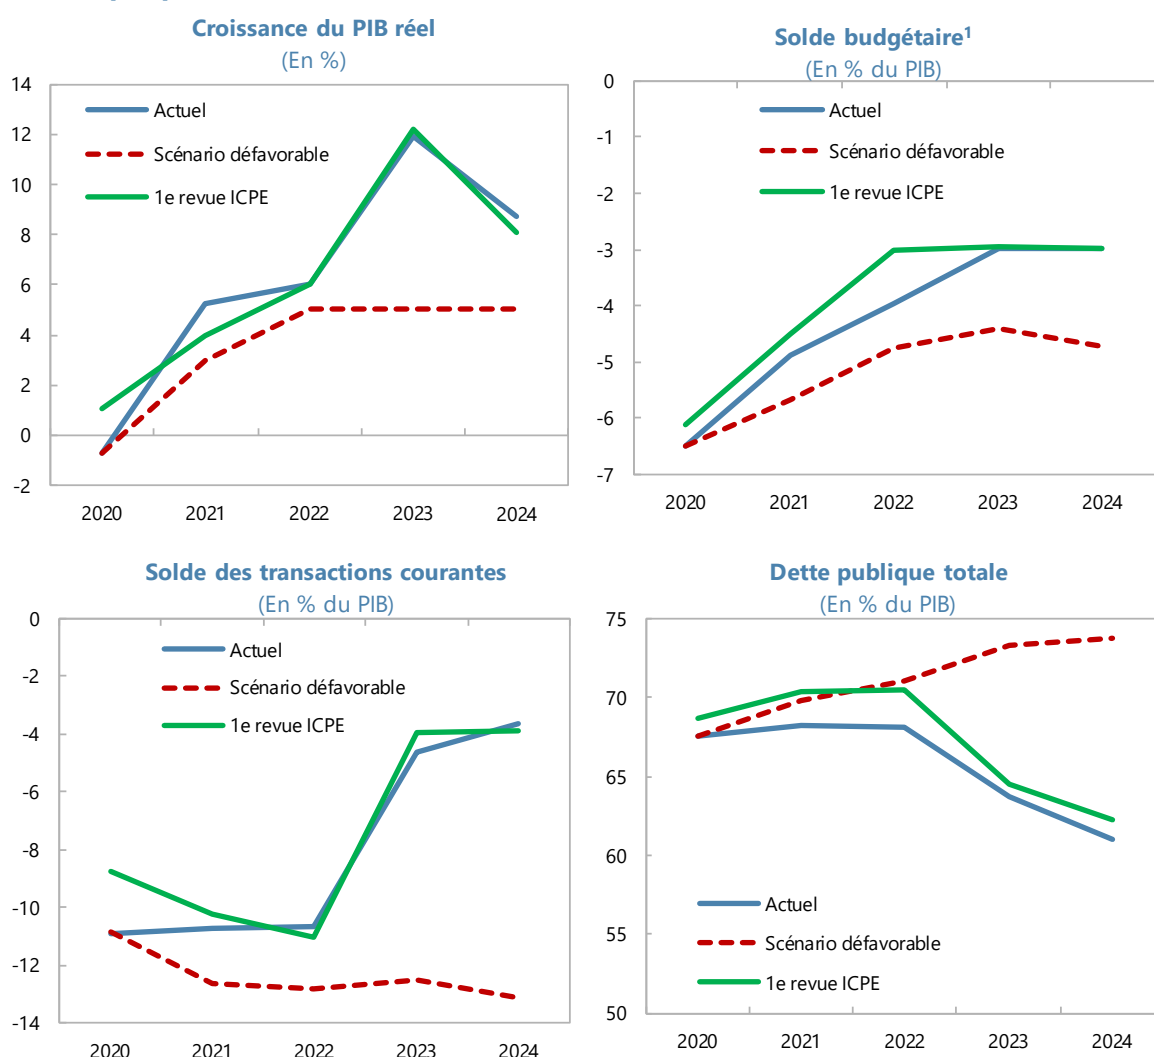 Croissance du PIB réel
(En %)
14
12
10
8
6
4
2
0
-2
Actuel
Scénario défavorable
1e revue ICPE
2020 2021 2022 2023 2024
Solde budgétaire¹
(En % du PIB)
0
-1
-2
-3
-4
-5
-6
-7
Actuel
Scénario défavorable
1e revue ICPE
2020 2021 2022 2023 2024
Solde des transactions courantes
(En % du PIB)
0
-2
-4
-6
-8
-10
-12
-14
Actuel
Scénario défavorable
1e revue ICPE
2020 2021 2022 2023 2024
Dette publique totale
(En % du PIB)
75
70
65
60
55
50
Actuel
Scénario défavorable
1e revue ICPE
2020 2021 2022 2023 2024